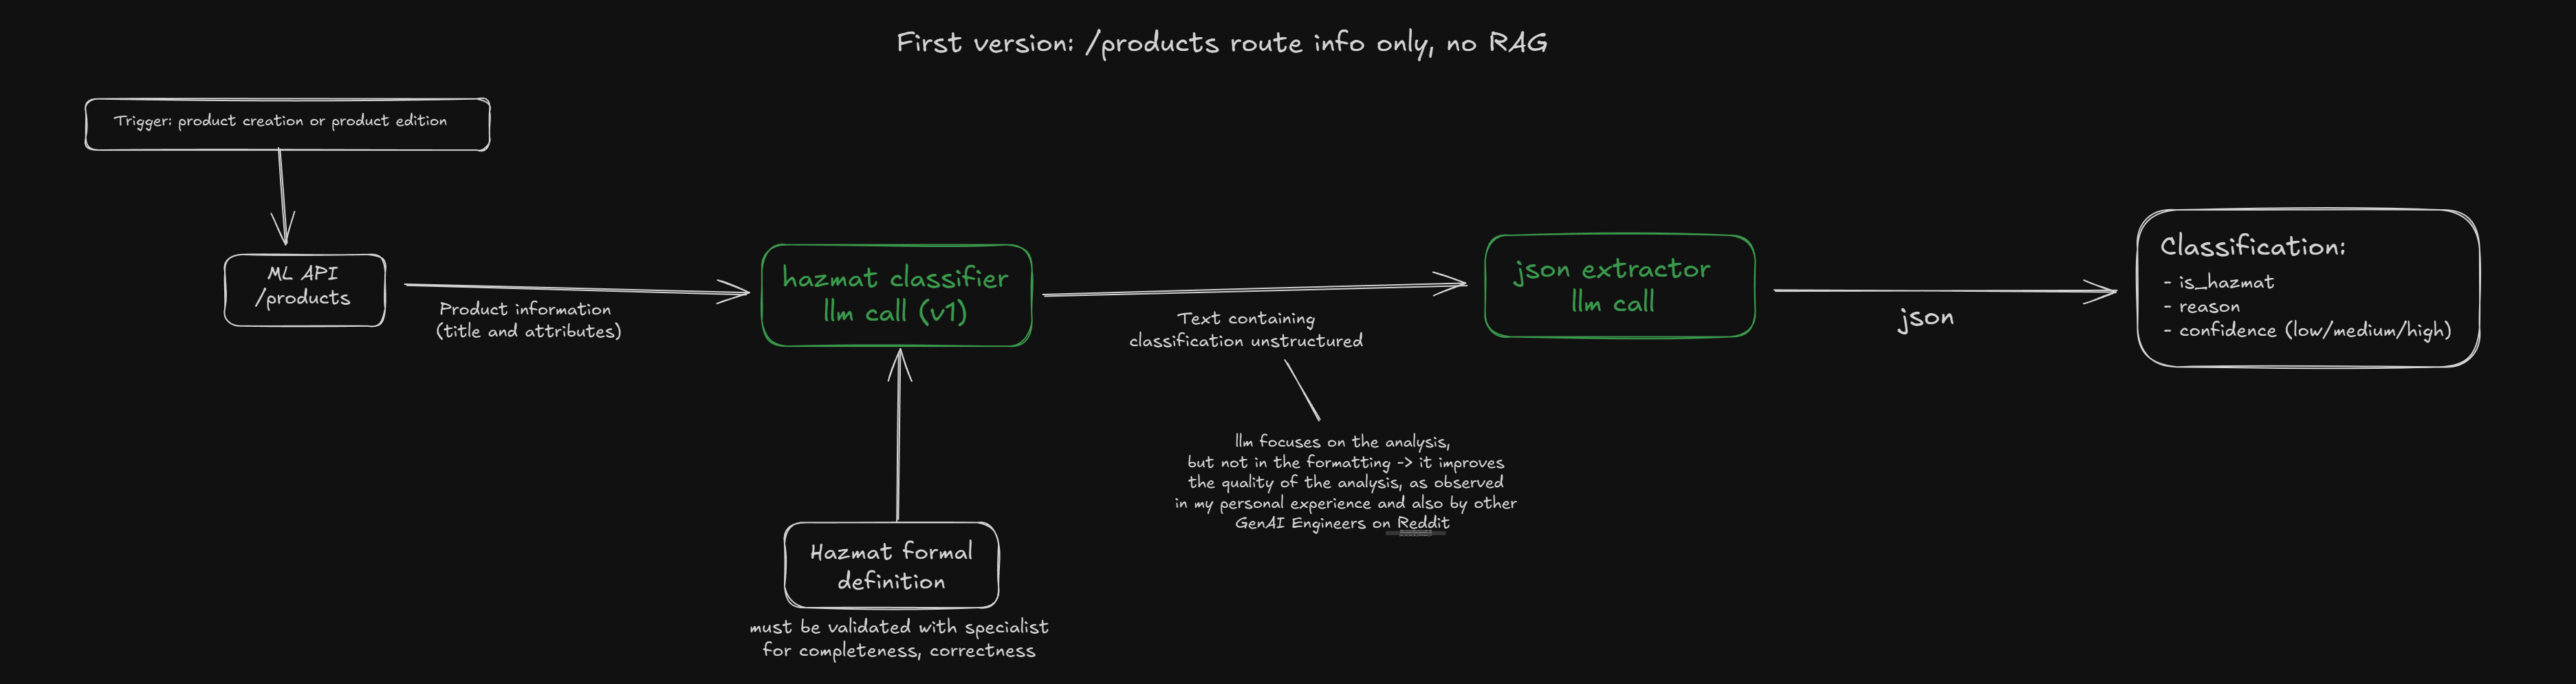 First version: /products route info only, no RAG
Trigger: product creation or product edition
ML API
/products
Product information
(title and attributes)
hazmat classifier
llm call (v1)
Hazmat formal
definition
must be validated with specialist
for completeness, correctness
Text containing
classification unstructured
llm focuses on the analysis,
but not in the formatting -> it improves
the quality of the analysis, as observed
in my personal experience and also by other
GenAI Engineers on Reddit
json extractor
llm call
json
Classification:
- is_hazmat
- reason
- confidence (low/medium/high)